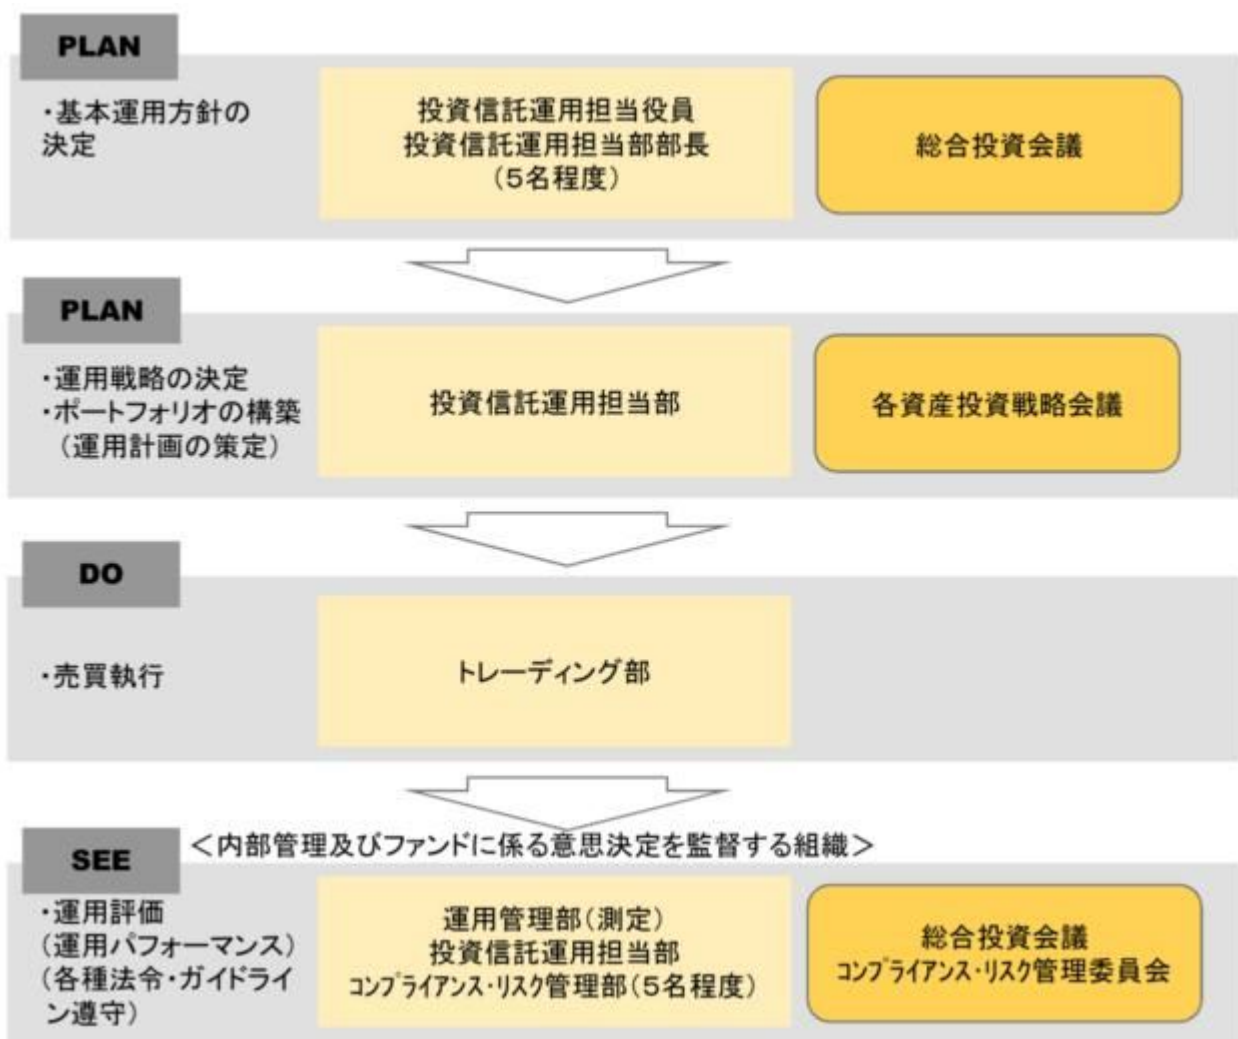 PLAN
・基本運用方針の
決定
投資信託運用担当役員
投資信託運用担当部部長
(5名程度)
総合投資会議
PLAN
・運用戦略の決定
・ポートフォリオの構築
(運用計画の策定)
投資信託運用担当部
各資産投資戦略会議
DO
・売買執行
トレーディング部
SEE
＜内部管理及びファンドに係る意思決定を監督する組織＞
・運用評価
(運用パフォーマンス)
(各種法令・ガイドライ
ン遵守)
運用管理部(測定)
投資信託運用担当部
ｺﾝﾌﾟﾗｲｱﾝｽ・ﾘｽｸ管理部(5名程度)
総合投資会議
ｺﾝﾌﾟﾗｲｱﾝｽ・ﾘｽｸ管理委員会